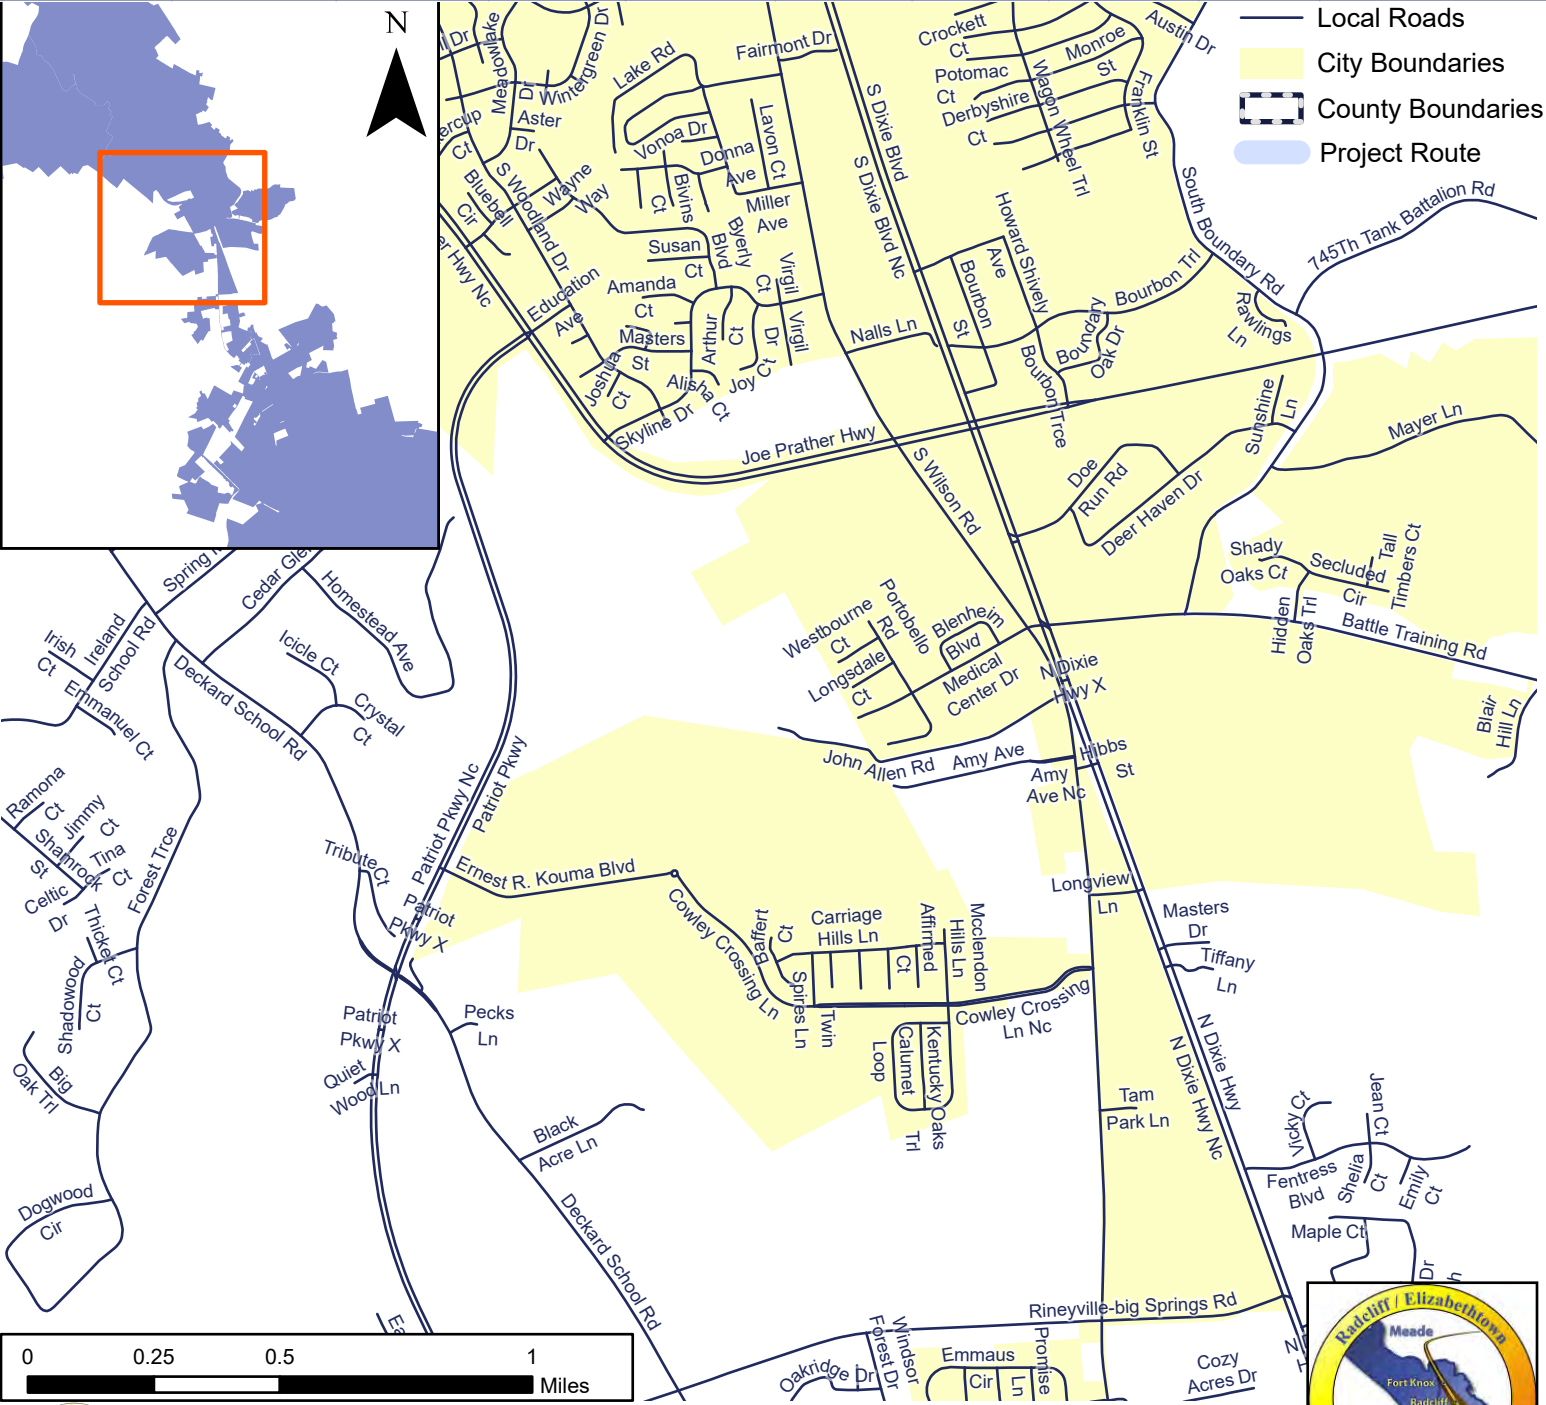 N
Local Roads
City Boundaries
County Boundaries
Project Route
Meadowlake
Dr
Wintergreen Dr
Lake Rd
Fairmont Dr
Crockett
Ct
Potomac
Ct
Derbyshire
Ct
Monroe
St
Austin Dr
Franklin St
Wagon Wheel Trl
Aster
Dr
Ct
Bluebell
Cir
S Woodland Dr
Wayne
Way
Vonoa Dr
Donna
Ave
Lavon Ct
Bivins
Ct
Miller
Ave
Byerly
Blvd
Susan
Ct
Amanda
Ct
Masters
St
Arthur
Ct
Virgil
Ct
Virgil
Dr
Joy Ct
Alisha Ct
Joshua
Ct
Skyline Dr
Education
Ave
S Dixie Blvd
S Dixie Blvd Nc
Howard Shively
Ave
Bourbon
St
Nalls Ln
Bourbon Trl
Boundary
Oak Dr
Bourbon Trce
South Boundary Rd
745Th Tank Battalion Rd
Rawlings
Ln
Sunshine
Ln
Mayer Ln
Joe Prather Hwy
S Wilson Rd
Doe
Run Rd
Deer Haven Dr
Shady
Oaks Ct
Secluded
Cir
Tall
Timbers Ct
Hidden
Oaks Trl
Battle Training Rd
Blair
Hill Ln
Cedar Glen
Homestead Ave
Ireland
School Rd
Irish
Ct
Emmanuel Ct
Deckard School Rd
Icicle Ct
Crystal
Ct
Westbourne
Ct
Portobello
Rd
Longsdale
Ct
Blenheim
Blvd
Medical
Center Dr
N Dixie
Hwy X
John Allen Rd
Amy Ave
Amy
Ave Nc
Hibbs
St
Ramona
Ct
Jimmy
Ct
Shamrock
St
Tina
Ct
Celtic
Dr
Forest Trce
Thicket Ct
Shadowood
Ct
Big
Oak Trl
Dogwood
Cir
Patriot Pkwy Nc
Patriot Pkwy
Tribute Ct
Patriot
Pkwy X
Ernest R. Kouma Blvd
Cowley Crossing Ln
Baffert
Ct
Carriage
Hills Ln
Affirmed
Ct
Mcclendon
Hills Ln
Spires Ln
Twin
Cowley Crossing
Ln Nc
Calumet
Loop
Kentucky Oaks
Trl
Longview
Ln
Masters
Dr
Tiffany
Ln
N Dixie Hwy
N Dixie Hwy Nc
Patriot
Pkwy X
Quiet
Wood Ln
Pecks
Ln
Black
Acre Ln
Deckard School Rd
Tam
Park Ln
Vicky Ct
Jean Ct
Fentress
Blvd
Shelia
Ct
Emily
Ct
Maple Ct
Dr
Rineyville-big Springs Rd
Windsor
Forest Dr
Oakridge Dr
Emmaus
Cir
Promise
Ln
Cozy
Acres Dr
0 0.25 0.5 1
Miles
Radcliff / Elizabethtown
Meade
Fort Knox
Radcliff